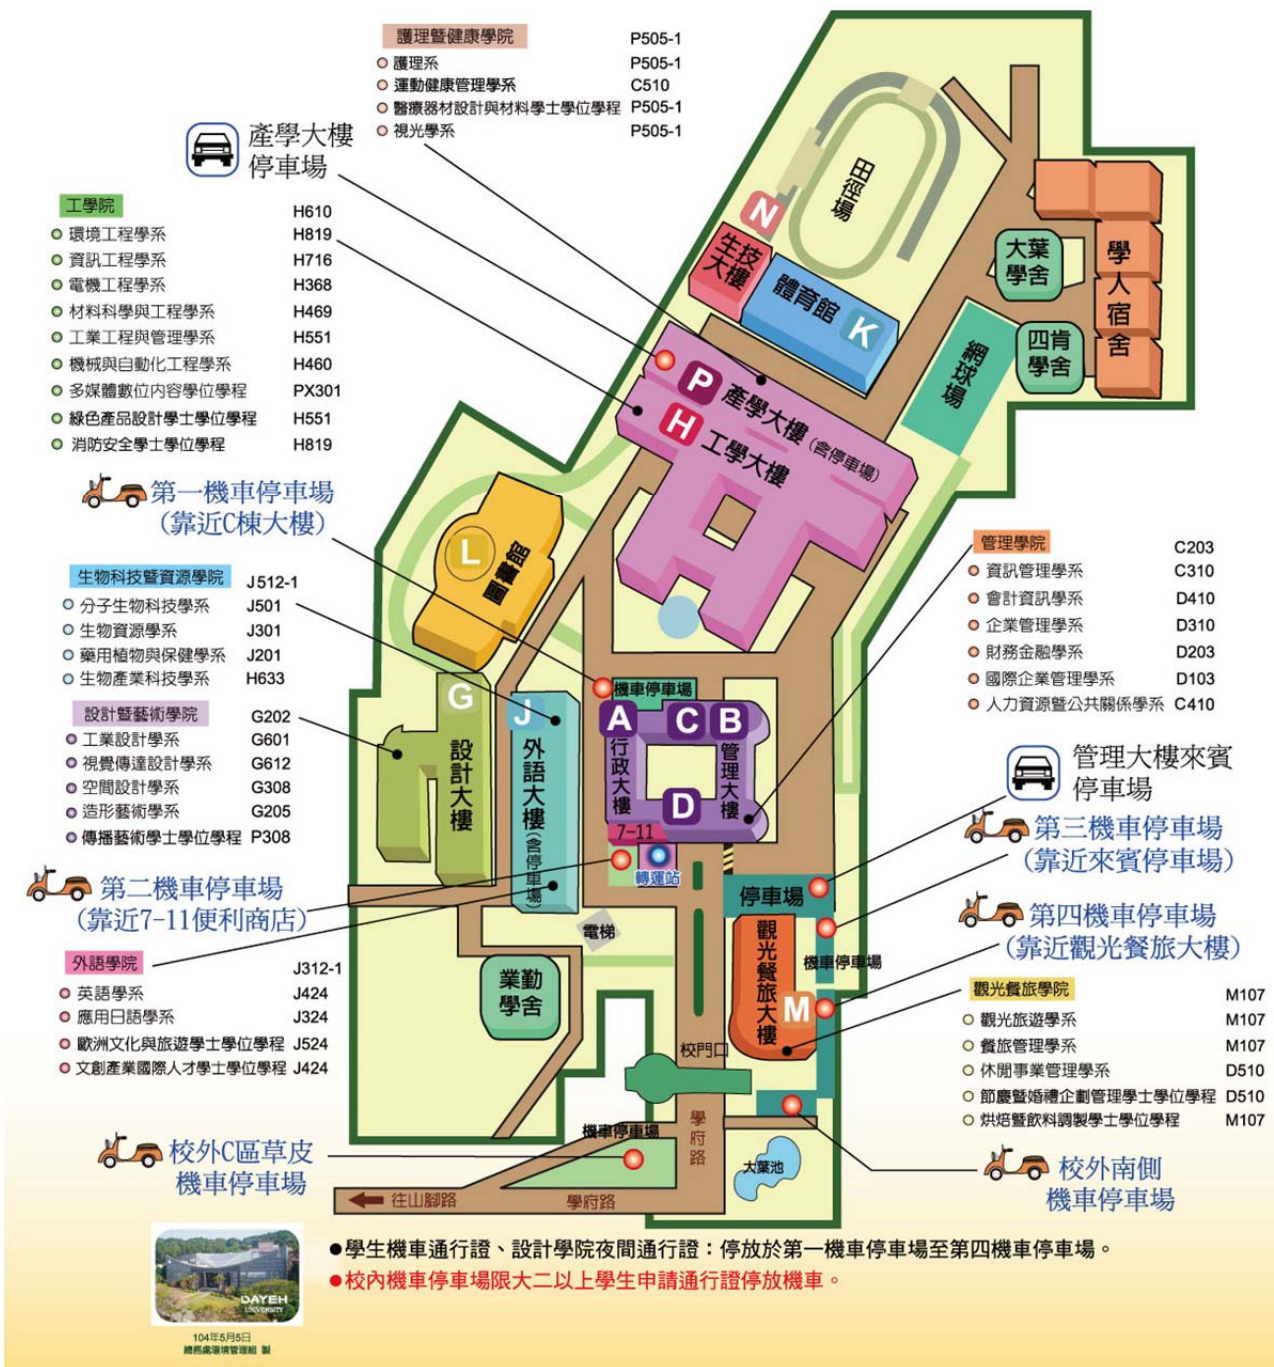 護理暨健康學院 P505-1
護理系 P505-1
運動健康管理學系 C510
醫療器材設計與材料學士學位學程 P505-1
視光學系 P505-1
產學大樓
停車場
工學院 H610
環境工程學系 H819
資訊工程學系 H716
電機工程學系 H368
材料科學與工程學系 H469
工業工程與管理學系 H551
機械與自動化工程學系 H460
多媒體數位內容學位學程 PX301
綠色產品設計學士學位學程 H551
消防安全學士學位學程 H819
第一機車停車場
(靠近C棟大樓)
生物科技暨資源學院 J512-1
分子生物科技學系 J501
生物資源學系 J301
藥用植物與保健學系 J201
生物產業科技學系 H633
設計暨藝術學院 G202
工業設計學系 G601
視覺傳達設計學系 G612
空間設計學系 G308
造形藝術學系 G205
傳播藝術學士學位學程 P308
第二機車停車場
(靠近7-11便利商店)
外語學院 J312-1
英語學系 J424
應用日語學系 J324
歐洲文化與旅遊學士學位學程 J524
文創產業國際人才學士學位學程 J424
校外C區草皮
機車停車場
田徑場
N
生技
大樓
體育館 K
大葉
學舍
學人宿舍
四肯
學舍
網球場
P 產學大樓(含停車場)
H 工學大樓
L 圖書館
G 設計大樓
J 外語大樓(含停車場)
機車停車場
A 行政大樓
C
B 管理大樓
D
7-11
轉運站
停車場
電梯
業勤
學舍
觀光餐旅大樓 M
機車停車場
校門口
機車停車場
學府路
大葉池
往山腳路
學府路
管理學院 C203
資訊管理學系 C310
會計資訊學系 D410
企業管理學系 D310
財務金融學系 D203
國際企業管理學系 D103
人力資源暨公共關係學系 C410
管理大樓來賓
停車場
第三機車停車場
(靠近來賓停車場)
第四機車停車場
(靠近觀光餐旅大樓)
觀光餐旅學院 M107
觀光旅遊學系 M107
餐旅管理學系 M107
休閒事業管理學系 D510
節慶暨婚禮企劃管理學士學位學程 D510
烘焙暨飲料調製學士學位學程 M107
校外南側
機車停車場
●學生機車通行證、設計學院夜間通行證：停放於第一機車停車場至第四機車停車場。
●校內機車停車場限大二以上學生申請通行證停放機車。
DAYEH
UNIVERSITY
104年5月5日
總務處環境管理組 製